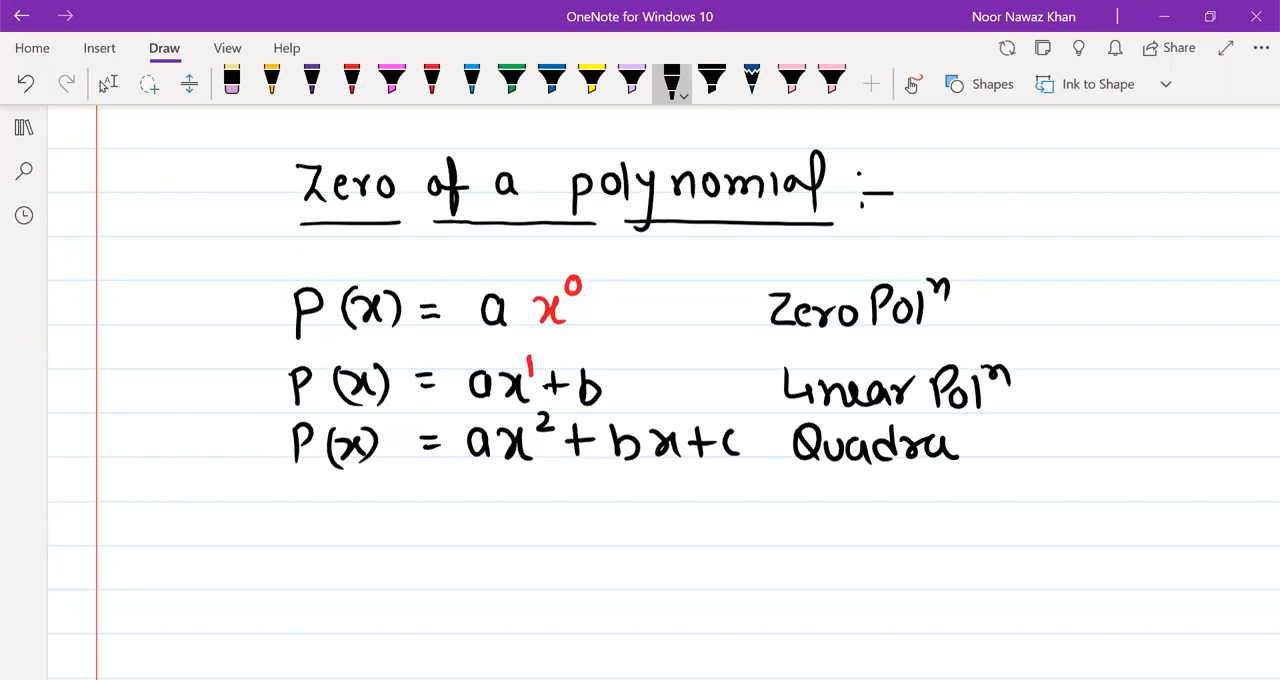 OneNote for Windows 10
Noor Nawaz Khan
Home Insert Draw View Help
Share
Shapes
Ink to Shape
Zero of a polynomial :-
P(x) = a x⁰ Zero Polⁿ
P(x) = ax¹+b Linear Polⁿ
P(x) = ax²+bx+c Quadra